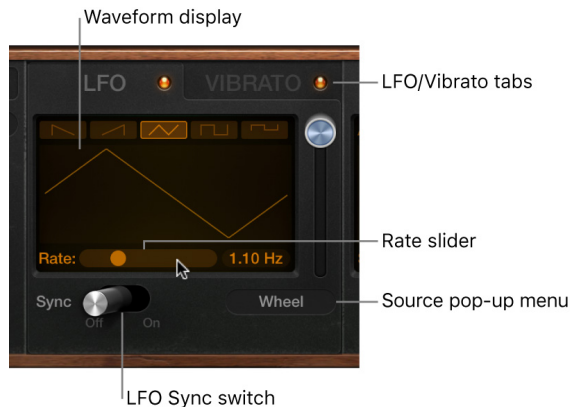 Waveform display
LFO
VIBRATO
LFO/Vibrato tabs
Rate slider
Rate:
1.10 Hz
Sync
Off
On
Wheel
Source pop-up menu
LFO Sync switch